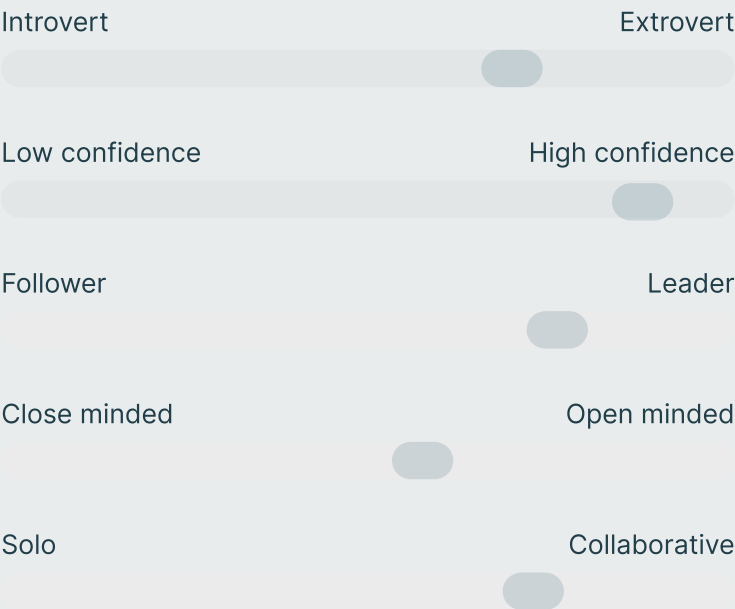 Introvert Extrovert
Low confidence High confidence
Follower Leader
Close minded Open minded
Solo Collaborative